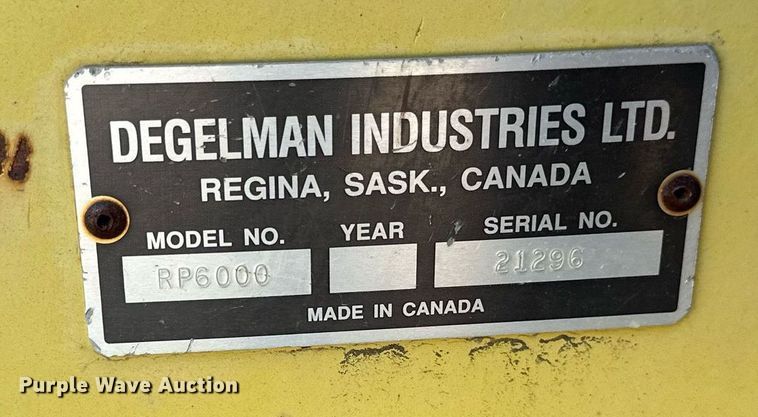 DEGELMAN INDUSTRIES LTD.
REGINA, SASK., CANADA
MODEL NO. YEAR SERIAL NO.
RP6000 21296
MADE IN CANADA
Purple Wave Auction